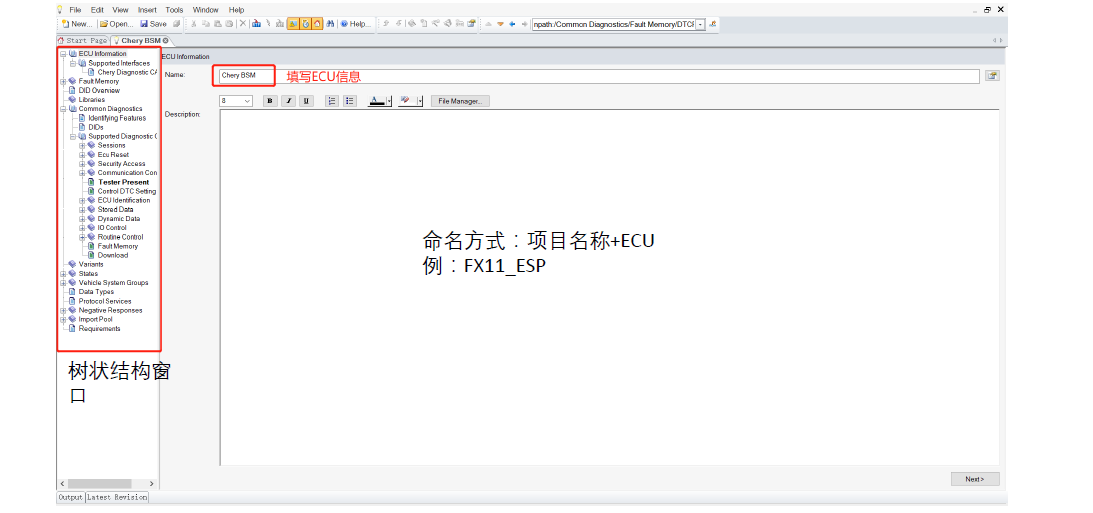 File Edit View Insert Tools Window Help
New... Open... Save Help... npath:/Common Diagnostics/Fault Memory/DTCF
Start Page Chery BSM
ECU Information
Supported Interfaces
Chery Diagnostic CA
Fault Memory
DID Overview
Libraries
Common Diagnostics
Identifying Features
DIDs
Supported Diagnostic C
Sessions
Ecu Reset
Security Access
Communication Con
Tester Present
Control DTC Setting
ECU Identification
Stored Data
Dynamic Data
IO Control
Routine Control
Fault Memory
Download
Variants
States
Vehicle System Groups
Data Types
Protocol Services
Negative Responses
Import Pool
Requirements
树状结构窗
口
ECU Information
Name: Chery BSM 填写ECU信息
8 B I U A File Manager...
Description:
命名方式：项目名称+ECU
例：FX11_ESP
Next>
Output Latest Revision